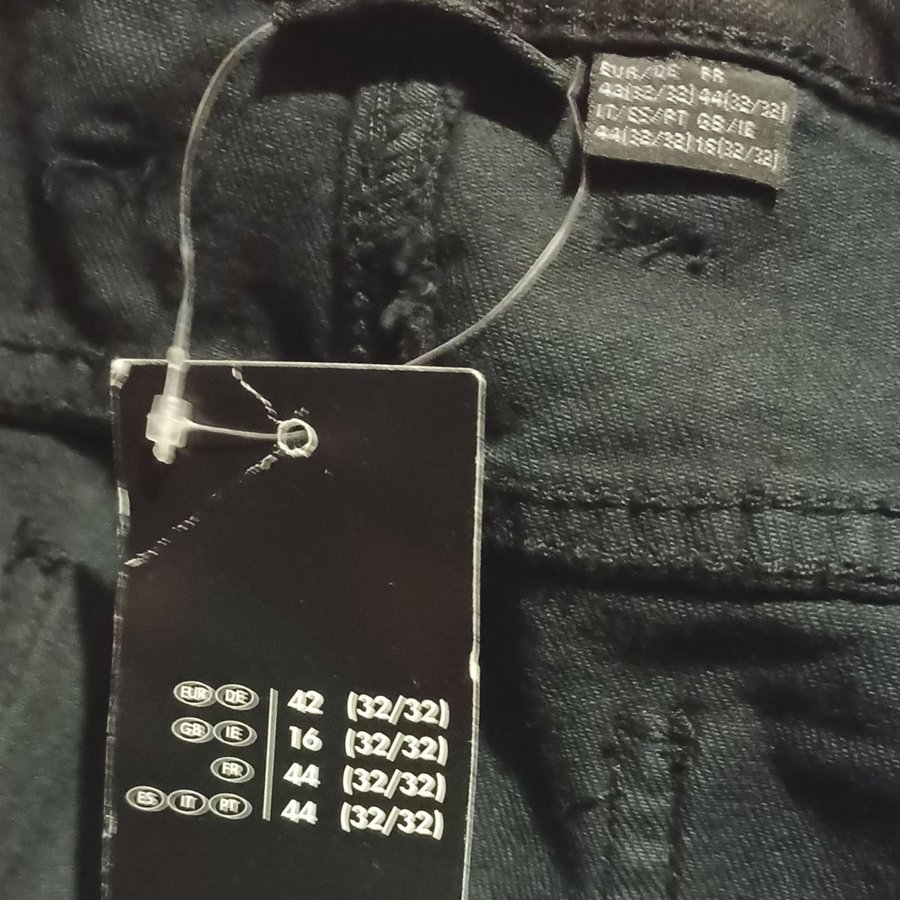 EUR/DE FR
42(32/32) 44(32/32)
IT/ES/PT GB/IE
44(32/32) 16(32/32)
EUR DE 42 (32/32)
GB IE 16 (32/32)
FR 44 (32/32)
ES IT PT 44 (32/32)